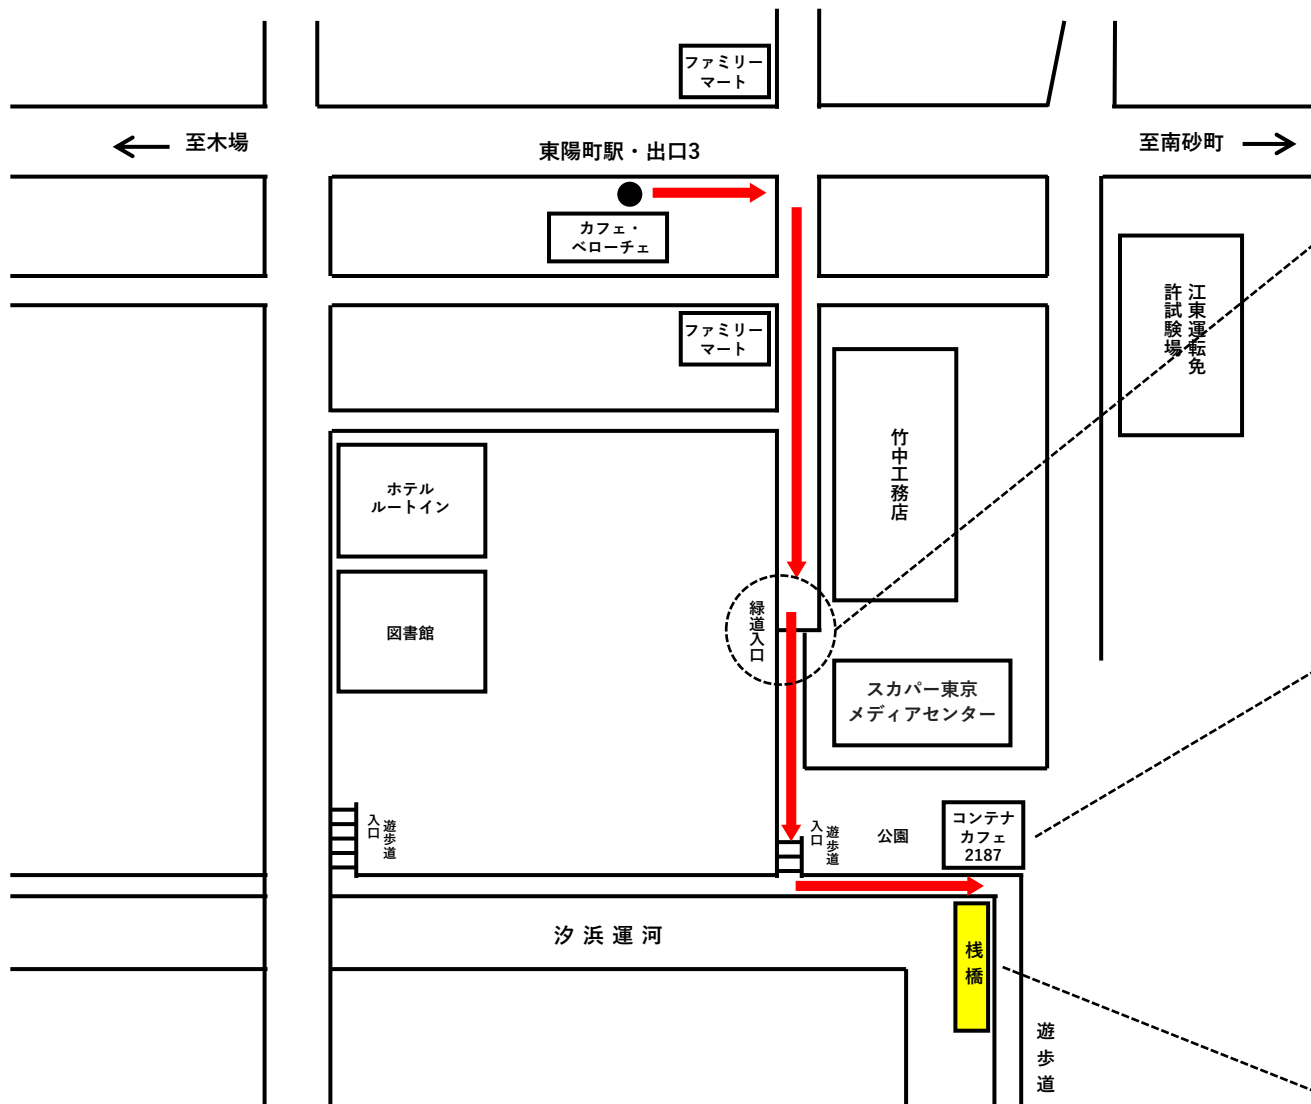 ファミリー
マート
至木場
東陽町駅・出口3
至南砂町
カフェ・
ベローチェ
江東運転免
許試験場
ファミリー
マート
竹中工務店
ホテル
ルートイン
緑道入口
図書館
スカパー東京
メディアセンター
遊歩道
入口
遊歩道
入口
公園
コンテナ
カフェ
2187
汐浜運河
桟橋
遊歩道